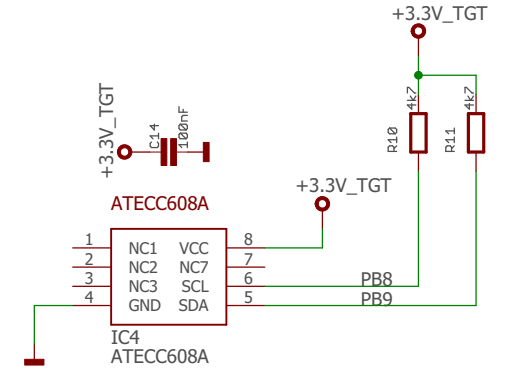 +3.3V_TGT
4k7
4k7
R10
R11
+3.3V_TGT
C14
100nF
+3.3V_TGT
ATECC608A
1 NC1 VCC 8
2 NC2 NC7 7
3 NC3 SCL 6 PB8
4 GND SDA 5 PB9
IC4
ATECC608A